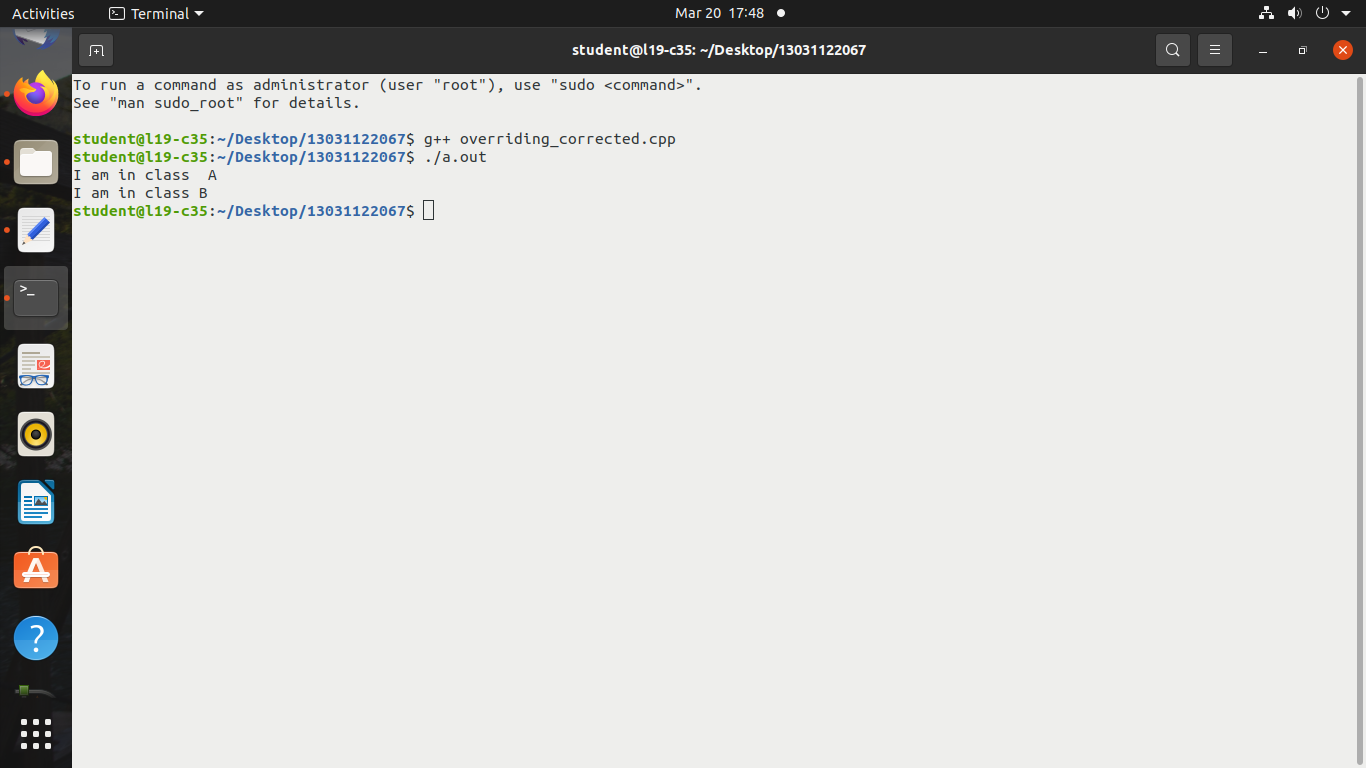 Activities Terminal Mar 20 17:48
student@l19-c35: ~/Desktop/13031122067
To run a command as administrator (user "root"), use "sudo <command>".
See "man sudo_root" for details.
student@l19-c35:~/Desktop/13031122067$ g++ overriding_corrected.cpp
student@l19-c35:~/Desktop/13031122067$ ./a.out
I am in class  A
I am in class B
student@l19-c35:~/Desktop/13031122067$